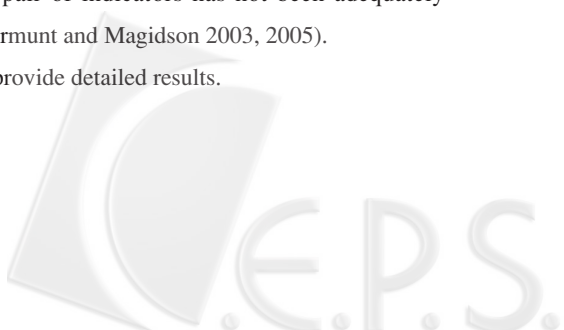 pair of indicators has not been adequately
rmunt and Magidson 2003, 2005).
provide detailed results.
C.E.P.S.